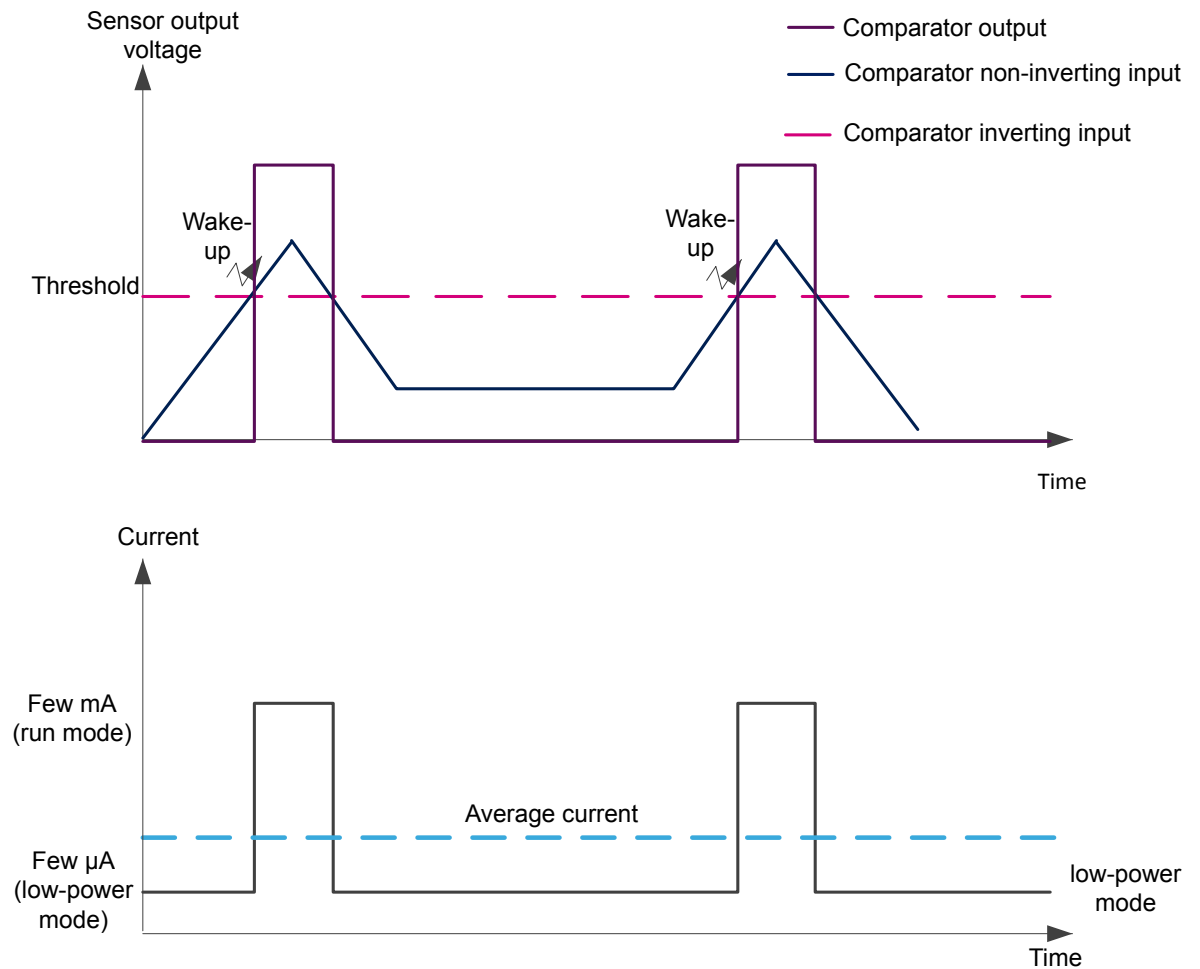 Sensor output
voltage
Comparator output
Comparator non-inverting input
Comparator inverting input
Wake-
up
Wake-
up
Threshold
Time
Current
Few mA
(run mode)
Average current
Few µA
(low-power
mode)
low-power
mode
Time